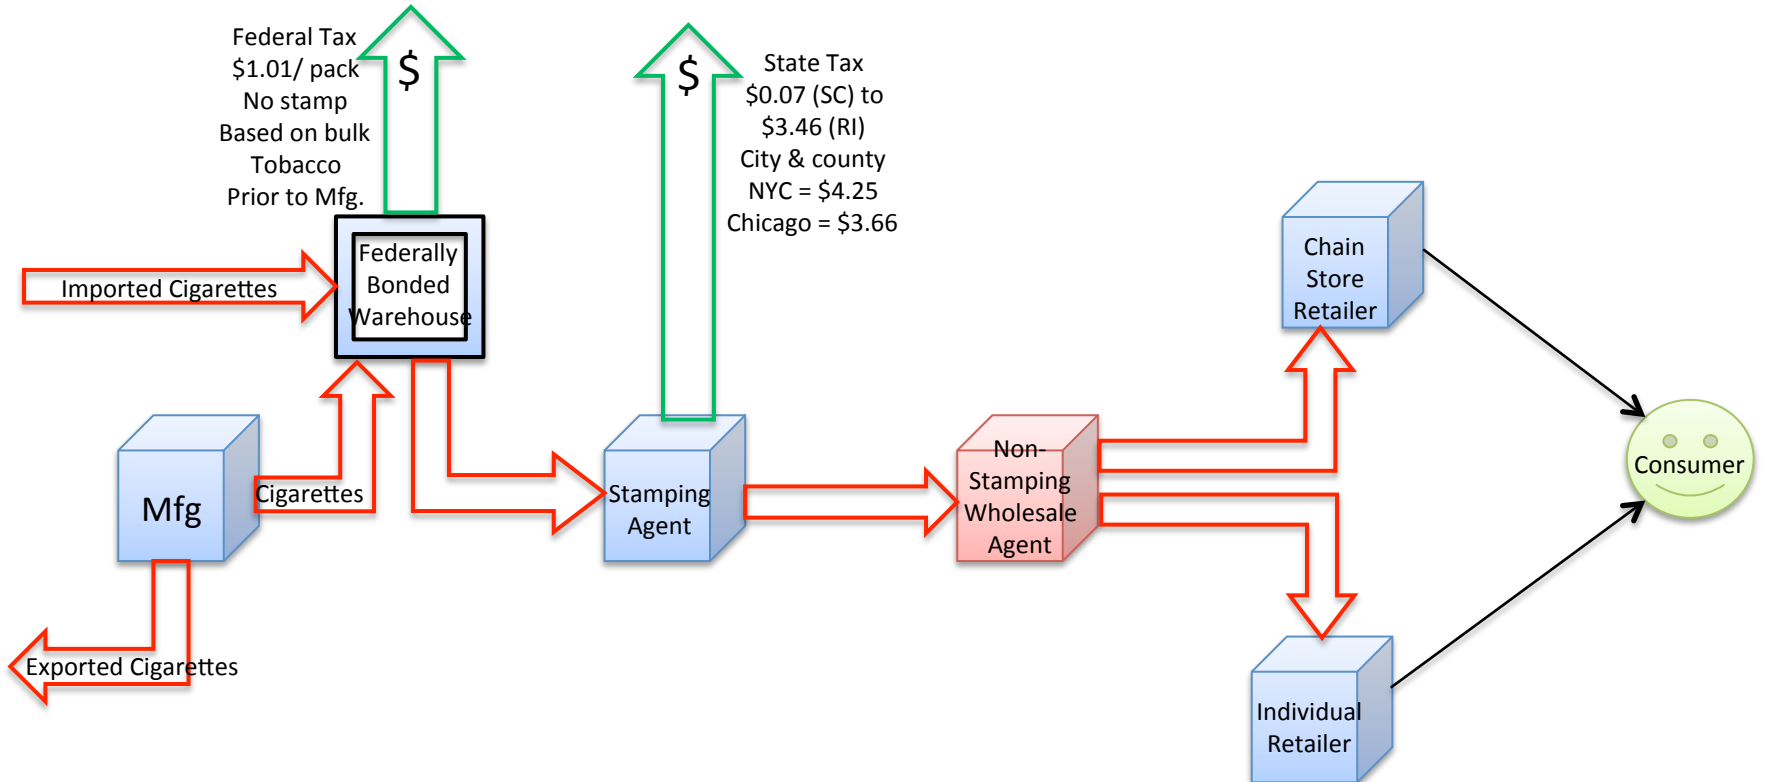 Federal Tax
$1.01/ pack
No stamp
Based on bulk
Tobacco
Prior to Mfg.
$
$
State Tax
$0.07 (SC) to
$3.46 (RI)
City & county
NYC = $4.25
Chicago = $3.66
Imported Cigarettes
Federally
Bonded
Warehouse
Mfg
Cigarettes
Exported Cigarettes
Stamping
Agent
Non-
Stamping
Wholesale
Agent
Chain
Store
Retailer
Individual
Retailer
Consumer